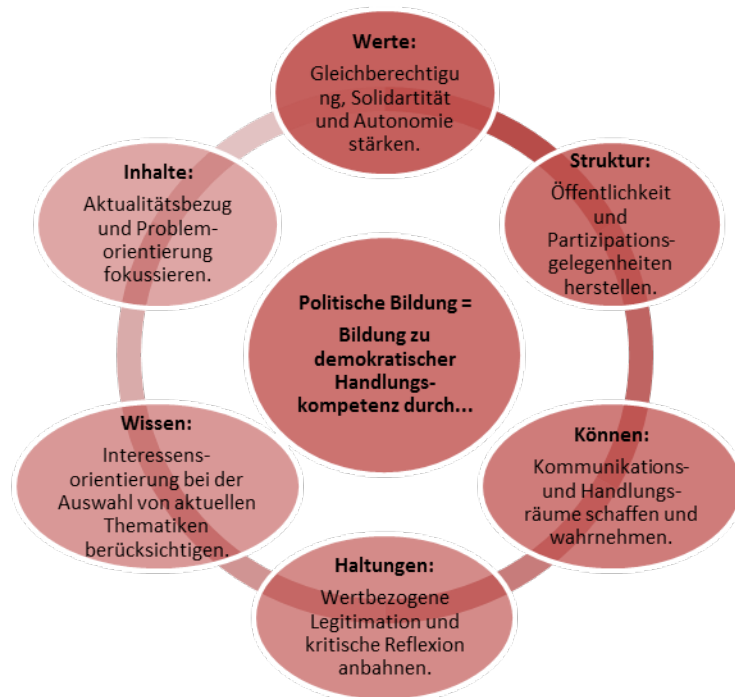 Werte:
Gleichberechtigu
ng, Solidartität
und Autonomie
stärken.
Struktur:
Öffentlichkeit
und
Partizipations-
gelegenheiten
herstellen.
Können:
Kommunikations-
und Handlungs-
räume schaffen und
wahrnehmen.
Haltungen:
Wertbezogene
Legitimation und
kritische Reflexion
anbahnen.
Wissen:
Interessens-
orientierung bei der
Auswahl von aktuellen
Thematiken
berücksichtigen.
Inhalte:
Aktualitätsbezug
und Problem-
orientierung
fokussieren.
Politische Bildung =
Bildung zu
demokratischer
Handlungs-
kompetenz durch...